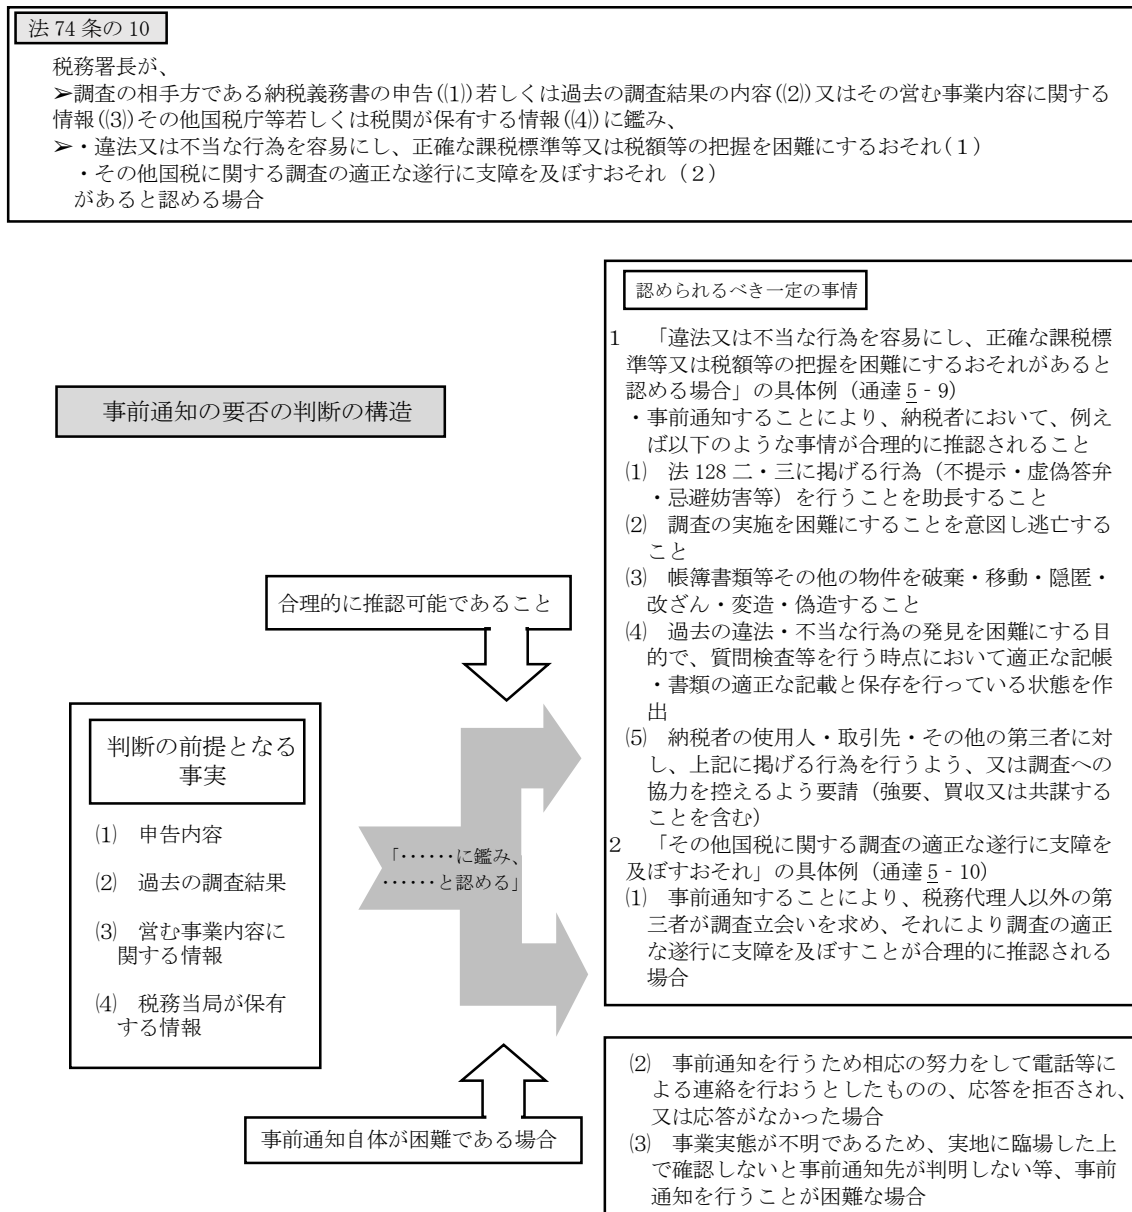 法 74 条の 10
税務署長が、
➢調査の相手方である納税義務書の申告(⑴)若しくは過去の調査結果の内容(⑵)又はその営む事業内容に関する
情報(⑶)その他国税庁等若しくは税関が保有する情報(⑷)に鑑み、
➢・違法又は不当な行為を容易にし、正確な課税標準等又は税額等の把握を困難にするおそれ(１)
・その他国税に関する調査の適正な遂行に支障を及ぼすおそれ（２）
があると認める場合
事前通知の要否の判断の構造
合理的に推認可能であること
判断の前提となる
事実
⑴　申告内容
⑵　過去の調査結果
⑶　営む事業内容に
関する情報
⑷　税務当局が保有
する情報
「‥‥‥に鑑み、
‥‥‥と認める」
事前通知自体が困難である場合
認められるべき一定の事情
1　「違法又は不当な行為を容易にし、正確な課税標
準等又は税額等の把握を困難にするおそれがあると
認める場合」の具体例（通達 5‐9）
・事前通知することにより、納税者において、例え
ば以下のような事情が合理的に推認されること
⑴　法 128 二・三に掲げる行為（不提示・虚偽答弁
・忌避妨害等）を行うことを助長すること
⑵　調査の実施を困難にすることを意図し逃亡する
こと
⑶　帳簿書類等その他の物件を破棄・移動・隠匿・
改ざん・変造・偽造すること
⑷　過去の違法・不当な行為の発見を困難にする目
的で、質問検査等を行う時点において適正な記帳
・書類の適正な記載と保存を行っている状態を作
出
⑸　納税者の使用人・取引先・その他の第三者に対
し、上記に掲げる行為を行うよう、又は調査への
協力を控えるよう要請（強要、買収又は共謀する
ことを含む）
2　「その他国税に関する調査の適正な遂行に支障を
及ぼすおそれ」の具体例（通達 5‐10）
⑴　事前通知することにより、税務代理人以外の第
三者が調査立会いを求め、それにより調査の適正
な遂行に支障を及ぼすことが合理的に推認される
場合
⑵　事前通知を行うため相応の努力をして電話等に
よる連絡を行おうとしたものの、応答を拒否され、
又は応答がなかった場合
⑶　事業実態が不明であるため、実地に臨場した上
で確認しないと事前通知先が判明しない等、事前
通知を行うことが困難な場合